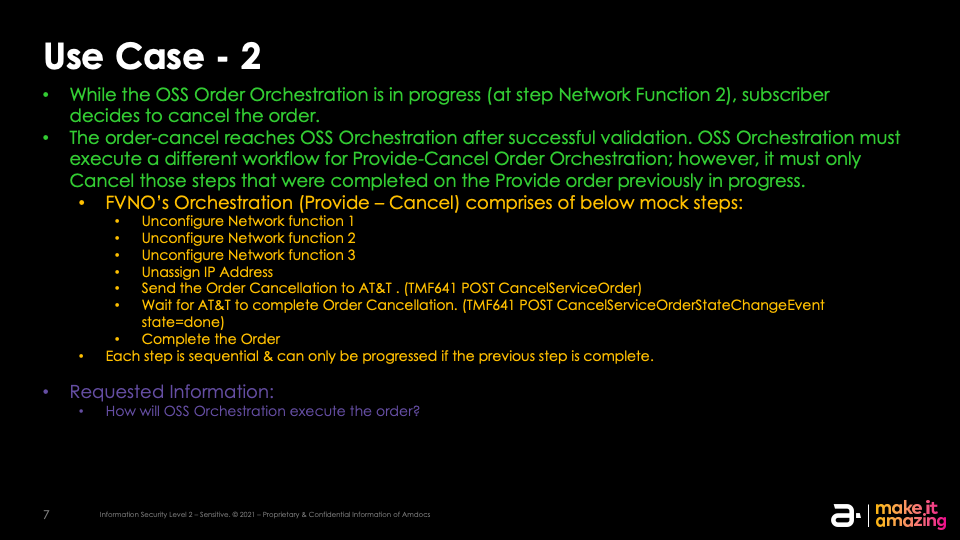 Use Case - 2
• While the OSS Order Orchestration is in progress (at step Network Function 2), subscriber
decides to cancel the order.
• The order-cancel reaches OSS Orchestration after successful validation. OSS Orchestration must
execute a different workflow for Provide-Cancel Order Orchestration; however, it must only
Cancel those steps that were completed on the Provide order previously in progress.
• FVNO's Orchestration (Provide – Cancel) comprises of below mock steps:
• Unconfigure Network function 1
• Unconfigure Network function 2
• Unconfigure Network function 3
• Unassign IP Address
• Send the Order Cancellation to AT&T . (TMF641 POST CancelServiceOrder)
• Wait for AT&T to complete Order Cancellation. (TMF641 POST CancelServiceOrderStateChangeEvent
state=done)
• Complete the Order
• Each step is sequential & can only be progressed if the previous step is complete.
• Requested Information:
• How will OSS Orchestration execute the order?
7
Information Security Level 2 – Sensitive. © 2021 – Proprietary & Confidential Information of Amdocs
a
make it
amazing